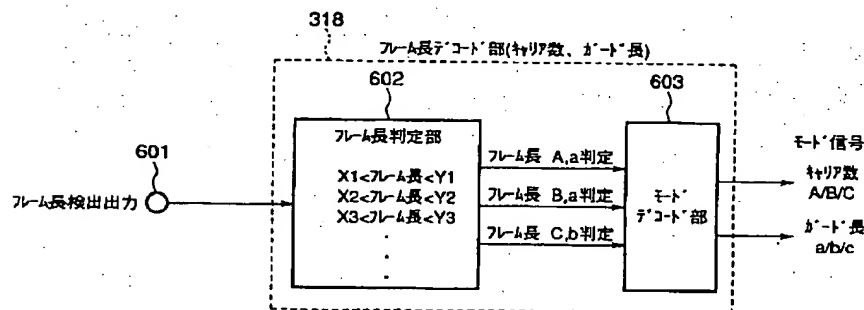 318
フレーム長デコード部(キャリア数、ガード長)
602
603
フレーム長判定部
X1<フレーム長<Y1
X2<フレーム長<Y2
X3<フレーム長<Y3
601
フレーム長検出出力
フレーム長 A,a判定
フレーム長 B,a判定
フレーム長 C,b判定
モード
デコード部
モード信号
キャリア数
A/B/C
ガード長
a/b/c